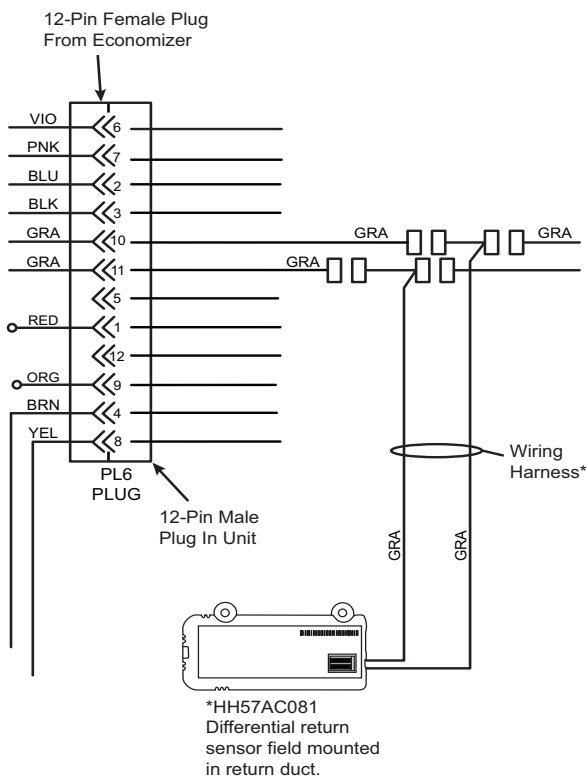 12-Pin Female Plug
From Economizer
VIO
6
PNK
7
BLU
2
BLK
3
GRA
10
GRA
GRA
GRA
11
GRA
5
RED
1
12
ORG
9
BRN
4
YEL
8
PL6
PLUG
12-Pin Male
Plug In Unit
Wiring
Harness*
GRA
GRA
*HH57AC081
Differential return
sensor field mounted
in return duct.